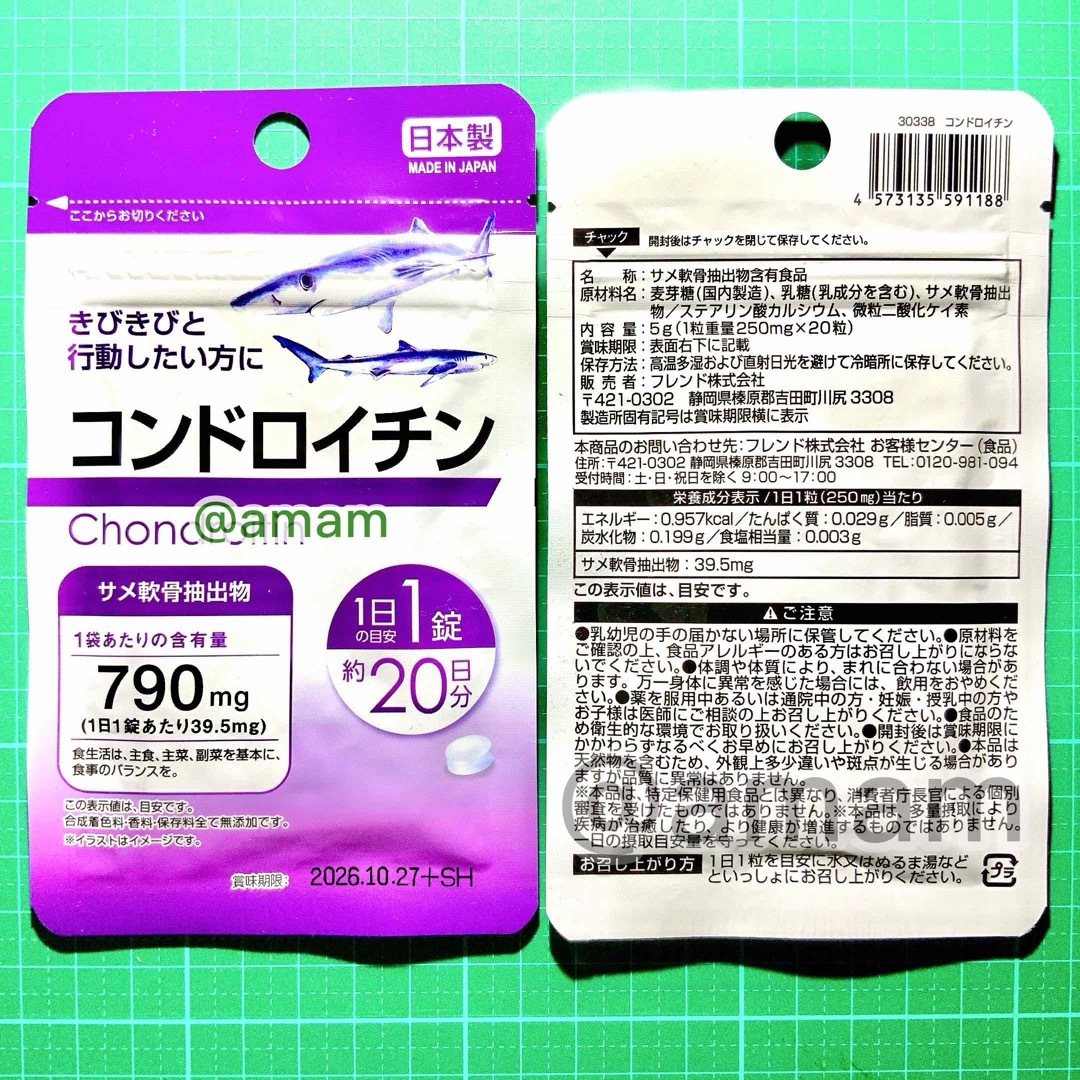 日本製
MADE IN JAPAN
ここからお切りください
きびきびと
行動したい方に
コンドロイチン
Chondroitin
@amam
サメ軟骨抽出物
1袋あたりの含有量
790mg
(1日1錠あたり39.5mg)
食生活は、主食、主菜、副菜を基本に、
食事のバランスを。
1日の目安1錠
約20日分
この表示値は、目安です。
合成着色料・香料・保存料全て無添加です。
※イラストはイメージです。
賞味期限: 2026.10.27+SH
30338 コンドロイチン
4 573135 591188
チャック 開封後はチャックを閉じて保存してください。
名 称:サメ軟骨抽出物含有食品
原材料名:麦芽糖(国内製造)、乳糖(乳成分を含む)、サメ軟骨抽出
物/ステアリン酸カルシウム、微粒二酸化ケイ素
内 容 量:5g(1粒重量250mg×20粒)
賞味期限:表面右下に記載
保存方法:高温多湿および直射日光を避けて冷暗所に保存してください。
販 売 者:フレンド株式会社
〒421-0302 静岡県榛原郡吉田町川尻3308
製造所固有記号は賞味期限横に表示
本商品のお問い合わせ先:フレンド株式会社 お客様センター(食品)
住所:〒421-0302 静岡県榛原郡吉田町川尻3308 TEL:0120-981-094
受付時間:土・日・祝日を除く9:00〜17:00
栄養成分表示/1日1粒(250mg)当たり
エネルギー:0.957kcal/たんぱく質:0.029g/脂質:0.005g/
炭水化物:0.199g/食塩相当量:0.003g
サメ軟骨抽出物:39.5mg
この表示値は、目安です。
⚠ご注意
●乳幼児の手の届かない場所に保管してください。●原材料を
ご確認の上、食品アレルギーのある方はお召し上がりにならな
いでください。●体調や体質により、まれに合わない場合があ
ります。万一身体に異常を感じた場合には、飲用をおやめくだ
さい。●薬を服用中あるいは通院中の方・妊娠・授乳中の方や
お子様は医師にご相談の上お召し上がりください。●食品のた
め衛生的な環境でお取り扱いください。●開封後は賞味期限に
かかわらずなるべくお早めにお召し上がりください。●本品は
天然物を含むため、外観上多少違いや斑点が生じる場合があり
ますが品質に異常はありません。
※本品は、特定保健用食品とは異なり、消費者庁長官による個別
審査を受けたものではありません。※本品は、多量摂取により
疾病が治癒したり、より健康が増進するものではありません。
一日の摂取目安量を守ってください。
@amam
お召し上がり方 1日1粒を目安に水又はぬるま湯など
といっしょにお召し上がりください。
プラ